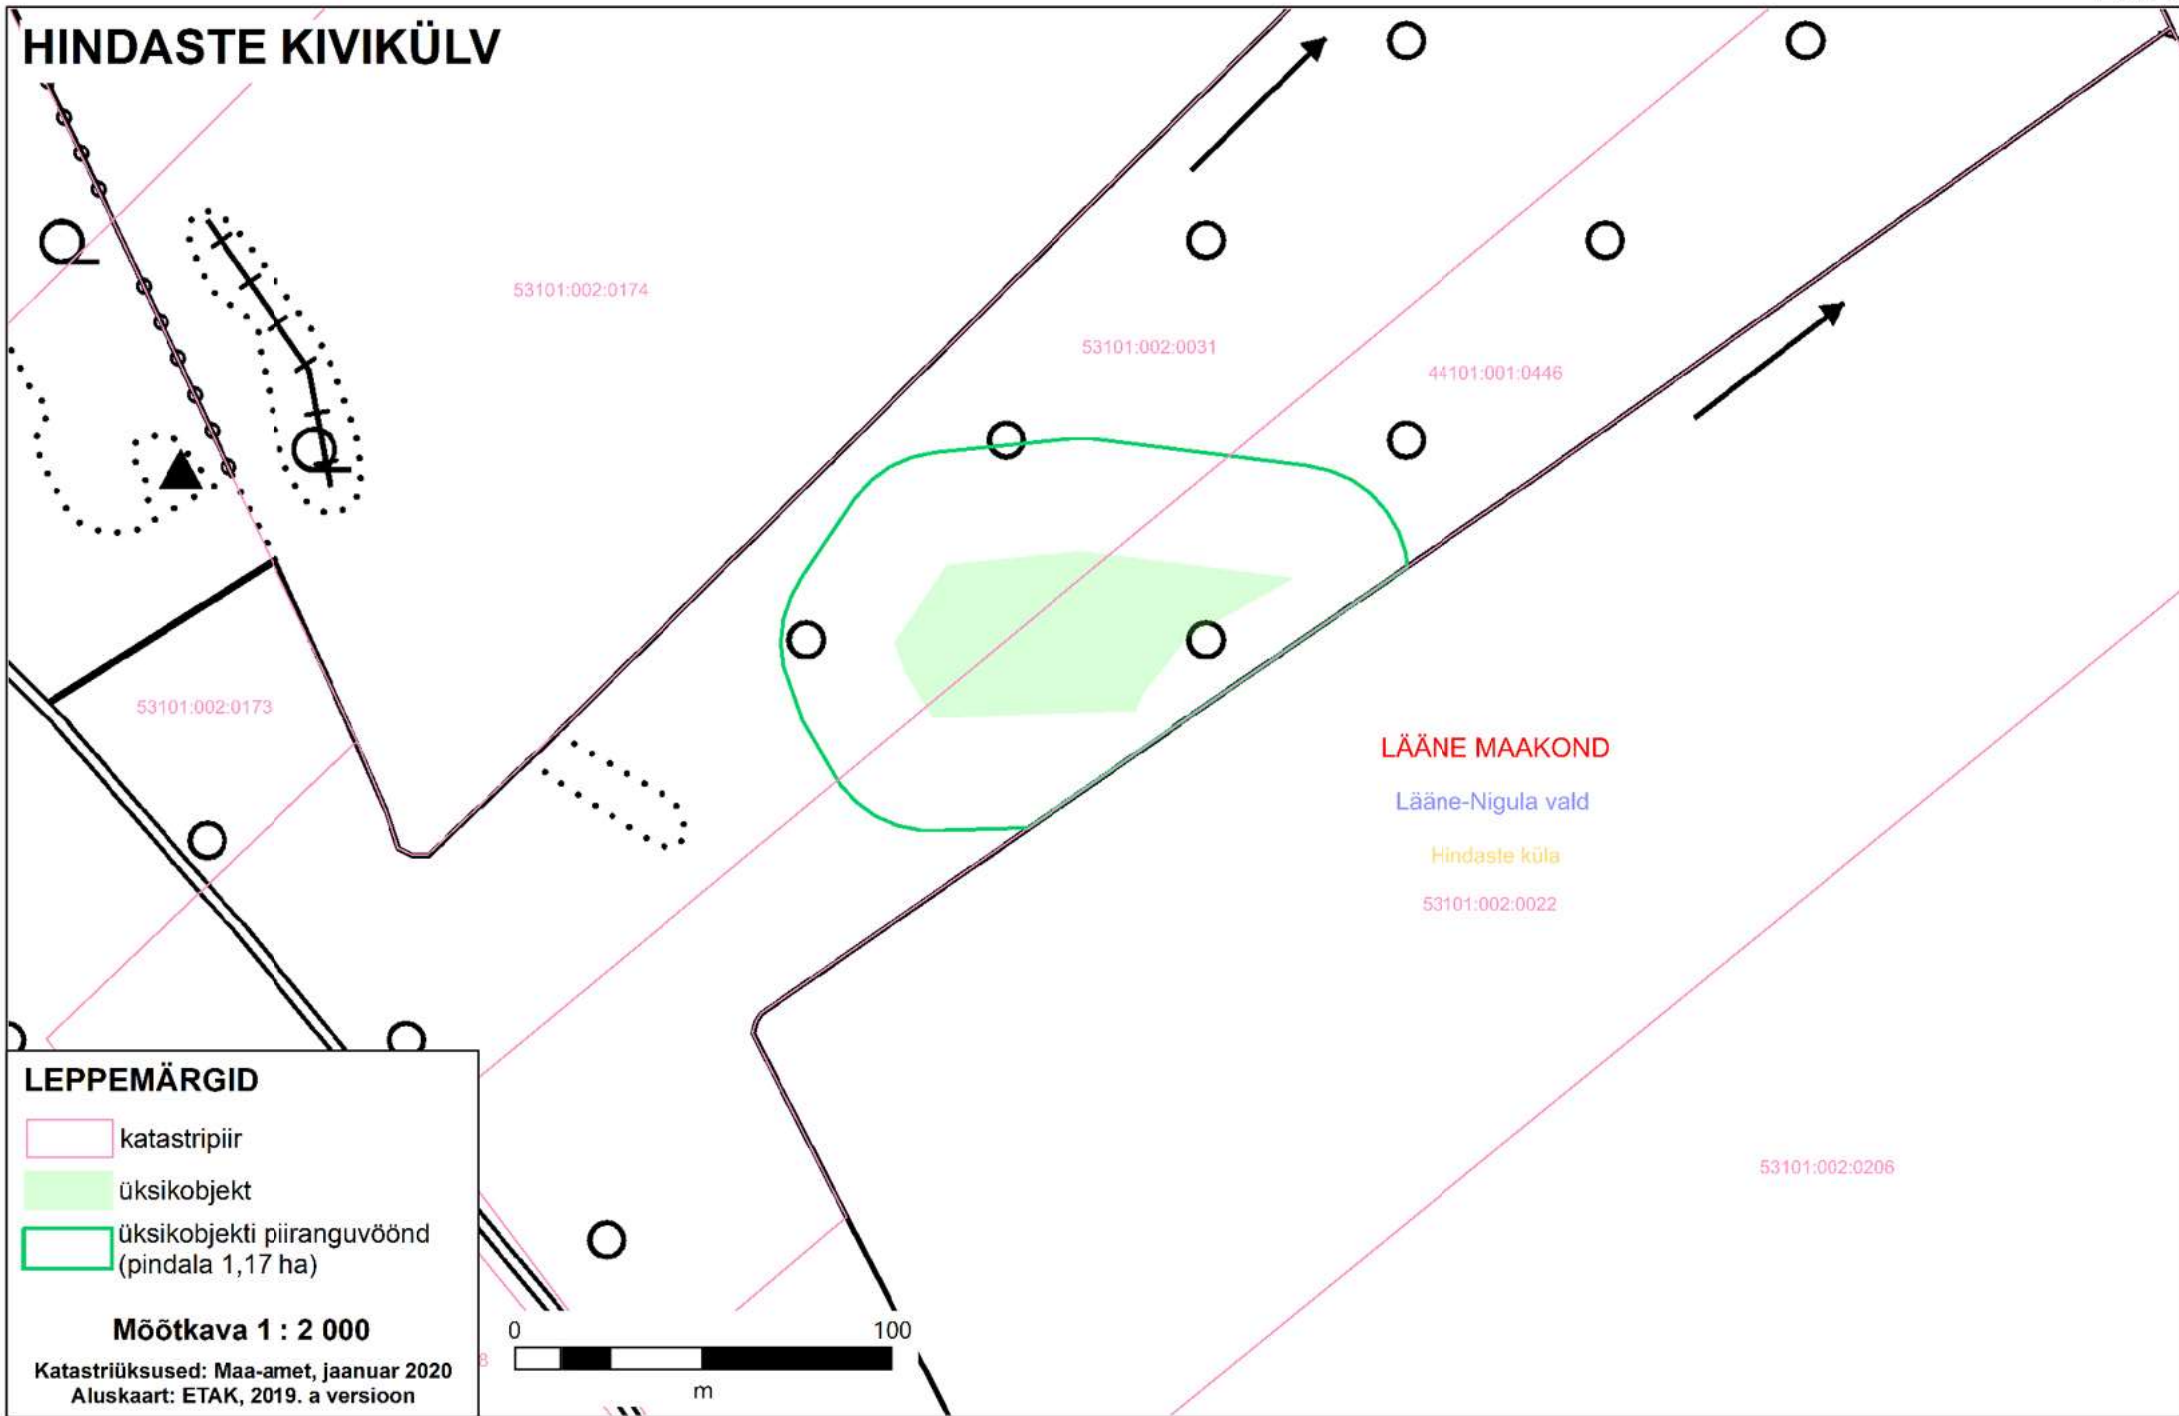 HINDASTE KIVIKÜLV
53101:002:0174
53101:002:0031
44101:001:0446
53101:002:0173
LÄÄNE MAAKOND
Lääne-Nigula vald
Hindaste küla
53101:002:0022
53101:002:0206
LEPPEMÄRGID
katastripiir
üksikobjekt
üksikobjekti piiranguvöönd
(pindala 1,17 ha)
Mõõtkava 1 : 2 000
Katastriüksused: Maa-amet, jaanuar 2020
Aluskaart: ETAK, 2019. a versioon
8
0 100
m